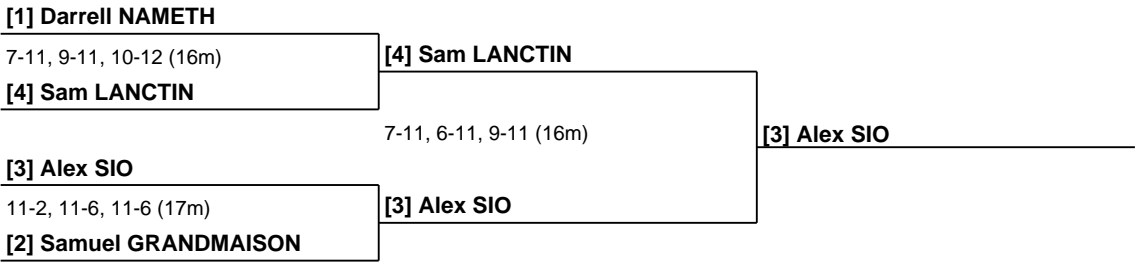 [1] Darrell NAMETH
7-11, 9-11, 10-12 (16m)
[4] Sam LANCTIN
[4] Sam LANCTIN
7-11, 6-11, 9-11 (16m)
[3] Alex SIO
[3] Alex SIO
11-2, 11-6, 11-6 (17m)
[3] Alex SIO
[2] Samuel GRANDMAISON